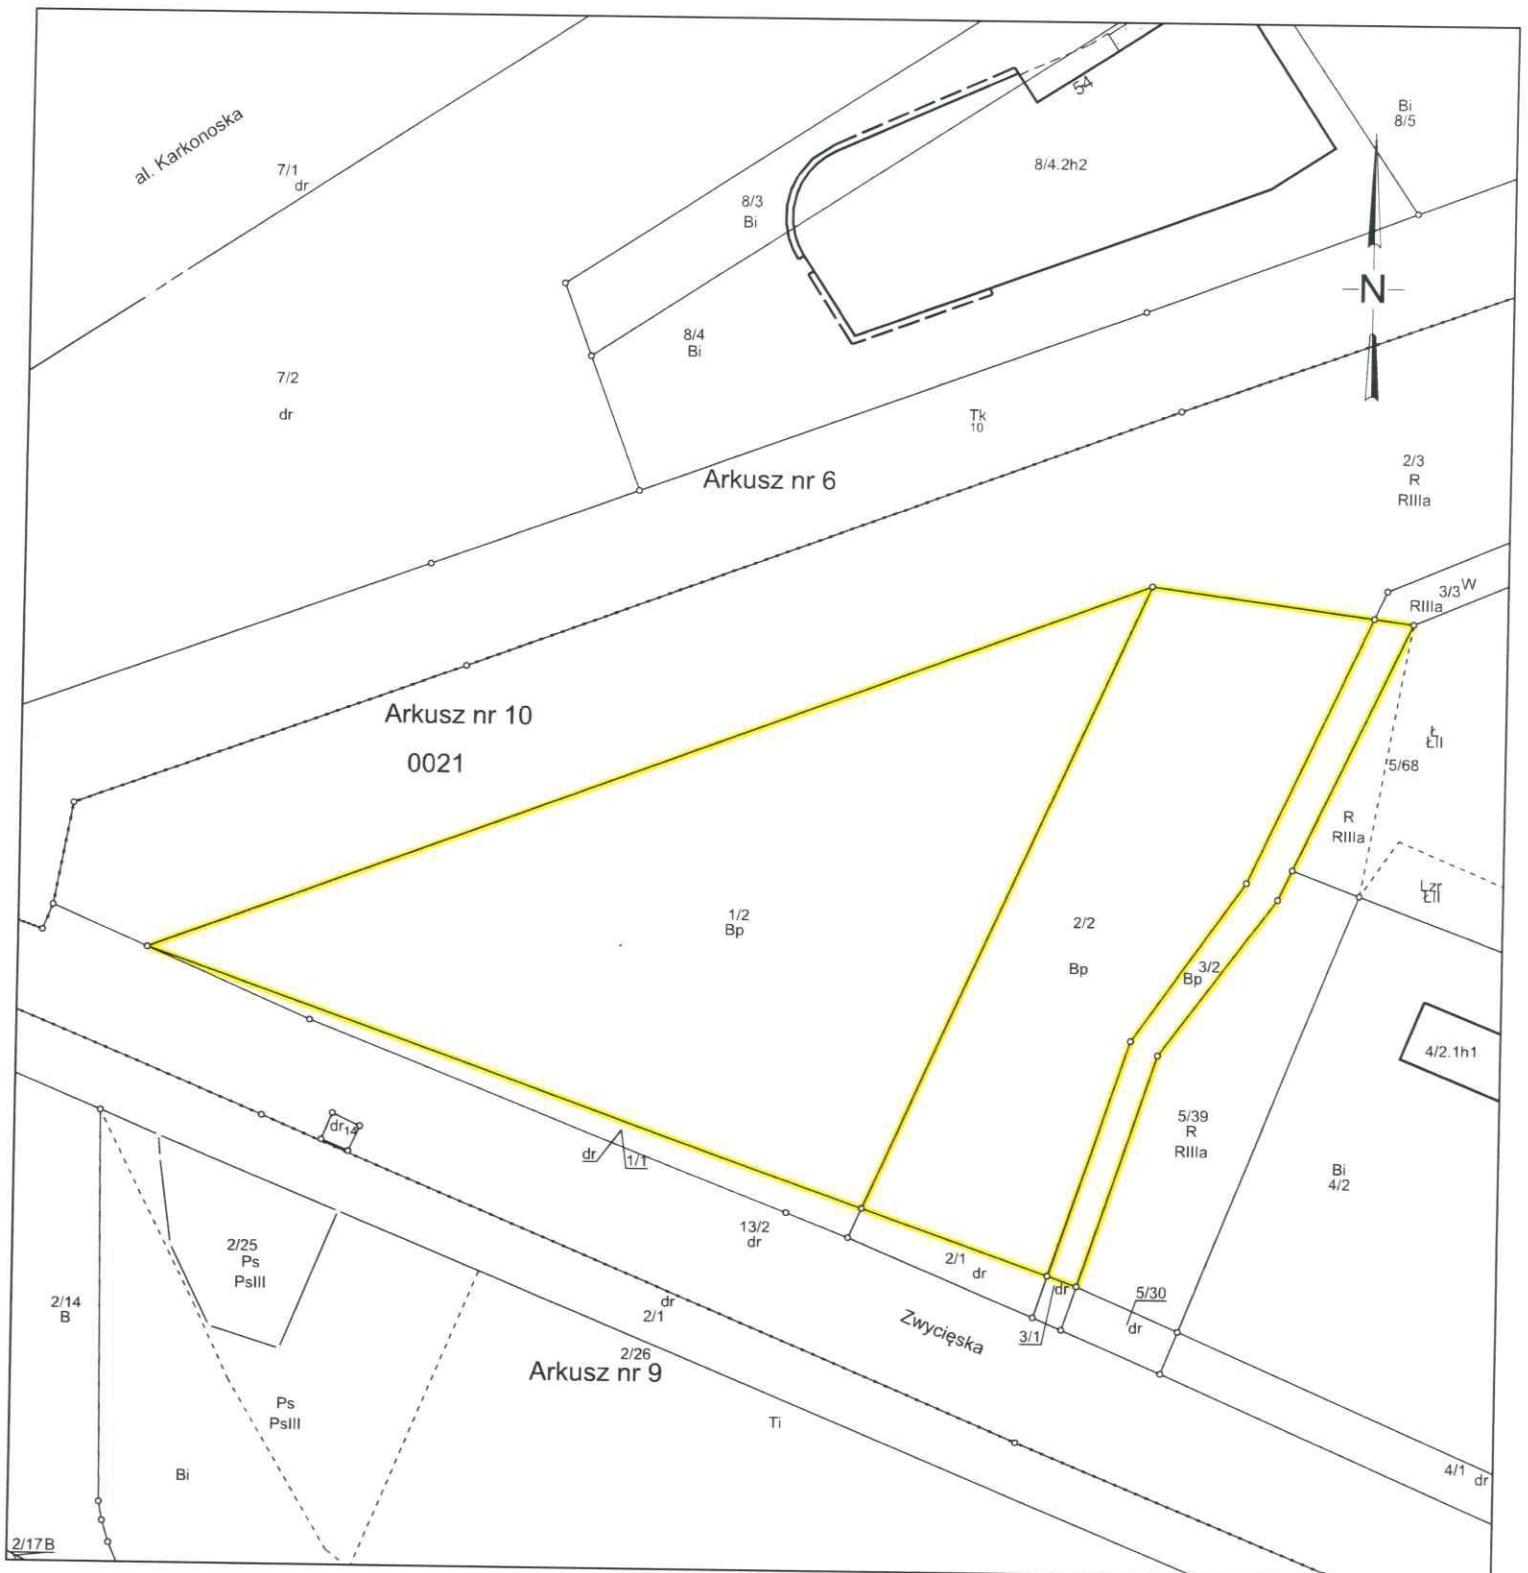 al. Karkonoska
7/1
dr
54
8/4.2h2
Bi
8/5
8/3
Bi
N
8/4
Bi
7/2
dr
Tk
10
Arkusz nr 6
2/3
R
RIIIa
3/3 W
RIIIa
Arkusz nr 10
0021
Ł
ŁII
5/68
R
RIIIa
Lzr
ŁII
1/2
Bp
2/2
Bp
3/2
Bp
4/2.1h1
dr 14
dr
1/1
5/39
R
RIIIa
Bi
4/2
13/2
dr
2/1
dr
dr
5/30
dr
3/1
Zwycięska
2/25
Ps
PsIII
2/14
B
dr
2/1
2/26
Arkusz nr 9
Ps
PsIII
Ti
Bi
4/1 dr
2/17 B